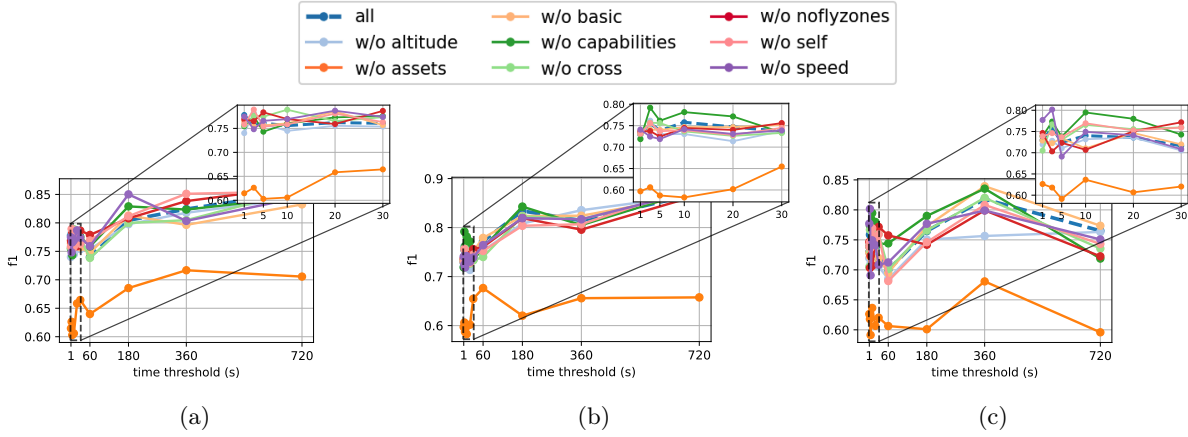 all
w/o basic
w/o noflyzones
w/o altitude
w/o capabilities
w/o self
w/o assets
w/o cross
w/o speed
0.75
0.70
0.65
0.60
1 5 10 20 30
0.85
0.80
0.75
0.70
0.65
0.60
f1
1 60 180 360 720
time threshold (s)
(a)
0.80
0.75
0.70
0.65
0.60
1 5 10 20 30
0.9
0.8
0.7
0.6
f1
1 60 180 360 720
time threshold (s)
(b)
0.80
0.75
0.70
0.65
0.60
1 5 10 20 30
0.85
0.80
0.75
0.70
0.65
0.60
f1
1 60 180 360 720
time threshold (s)
(c)